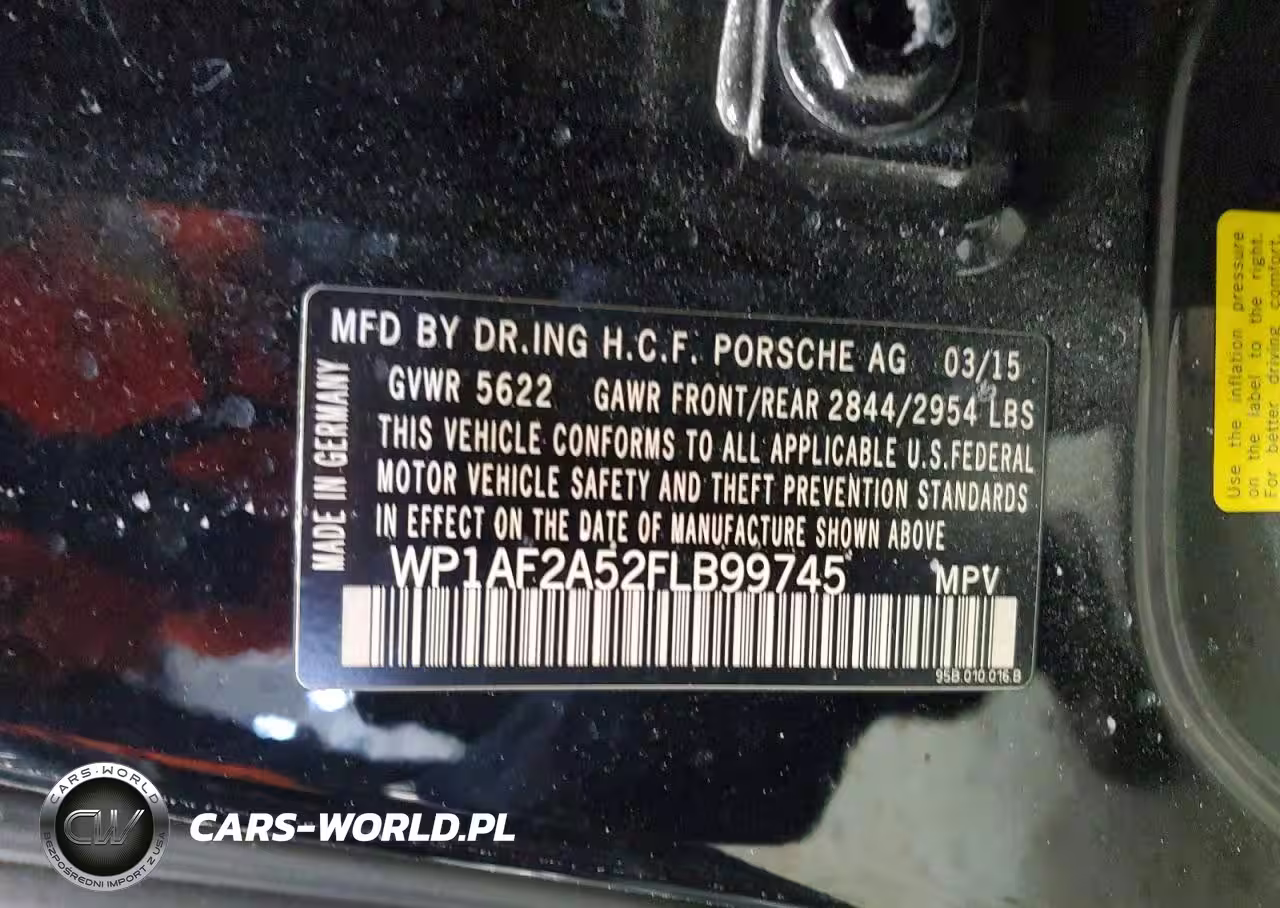 MFD BY DR.ING H.C.F. PORSCHE AG 03/15
GVWR 5622 GAWR FRONT/REAR 2844/2954 LBS
THIS VEHICLE CONFORMS TO ALL APPLICABLE U.S.FEDERAL
MOTOR VEHICLE SAFETY AND THEFT PREVENTION STANDARDS
IN EFFECT ON THE DATE OF MANUFACTURE SHOWN ABOVE
MADE IN GERMANY
WP1AF2A52FLB99745 MPV
95B.010.016.B
Use the inflation pressure
on the label to the right.
For better driving comfort,
CARS-WORLD
CW
BEZPOŚREDNI IMPORT Z USA
CARS-WORLD.PL